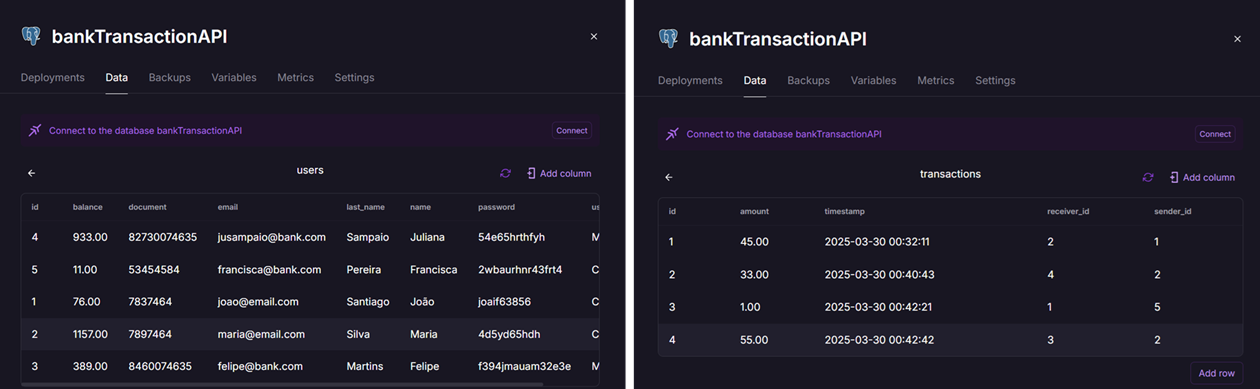 bankTransactionAPI
Deployments Data Backups Variables Metrics Settings
Connect to the database bankTransactionAPI Connect
users Add column
id balance document email last_name name password us
4 933.00 82730074635 jusampaio@bank.com Sampaio Juliana 54e65hrthfyh M
5 11.00 53454584 francisca@bank.com Pereira Francisca 2wbaurhnr43frt4 C
1 76.00 7837464 joao@email.com Santiago João joaif63856 C
2 1157.00 7897464 maria@email.com Silva Maria 4d5yd65hdh C
3 389.00 8460074635 felipe@bank.com Martins Felipe f394jmauam32e3e M
bankTransactionAPI
Deployments Data Backups Variables Metrics Settings
Connect to the database bankTransactionAPI Connect
transactions Add column
id amount timestamp receiver_id sender_id
1 45.00 2025-03-30 00:32:11 2 1
2 33.00 2025-03-30 00:40:43 4 2
3 1.00 2025-03-30 00:42:21 1 5
4 55.00 2025-03-30 00:42:42 3 2
Add row